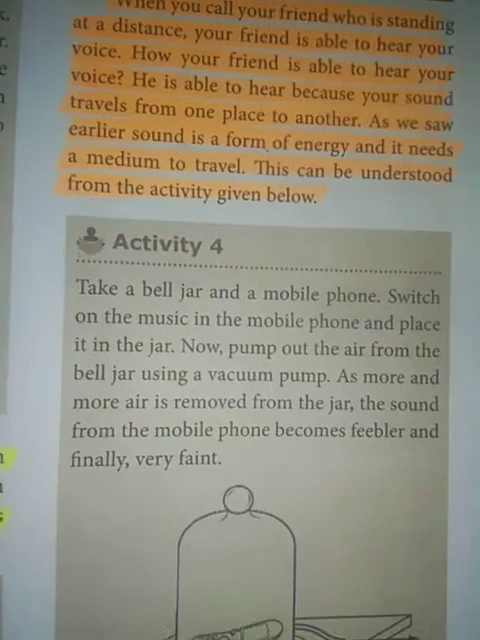 When you call your friend who is standing
at a distance, your friend is able to hear your
voice. How your friend is able to hear your
voice? He is able to hear because your sound
travels from one place to another. As we saw
earlier sound is a form of energy and it needs
a medium to travel. This can be understood
from the activity given below.
Activity 4
Take a bell jar and a mobile phone. Switch
on the music in the mobile phone and place
it in the jar. Now, pump out the air from the
bell jar using a vacuum pump. As more and
more air is removed from the jar, the sound
from the mobile phone becomes feebler and
finally, very faint.